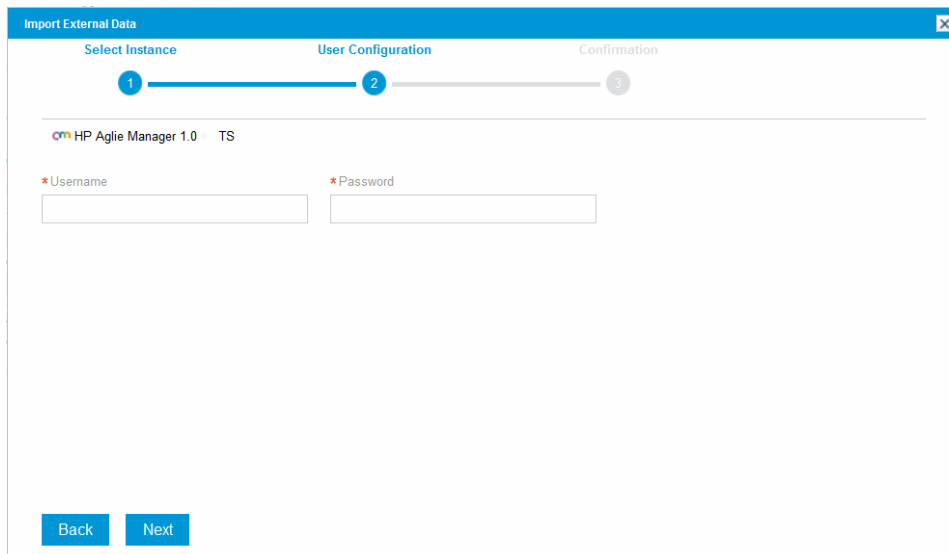 Import External Data
Select Instance User Configuration Confirmation
1 2 3
am HP Aglie Manager 1.0 TS
*Username *Password
Back Next